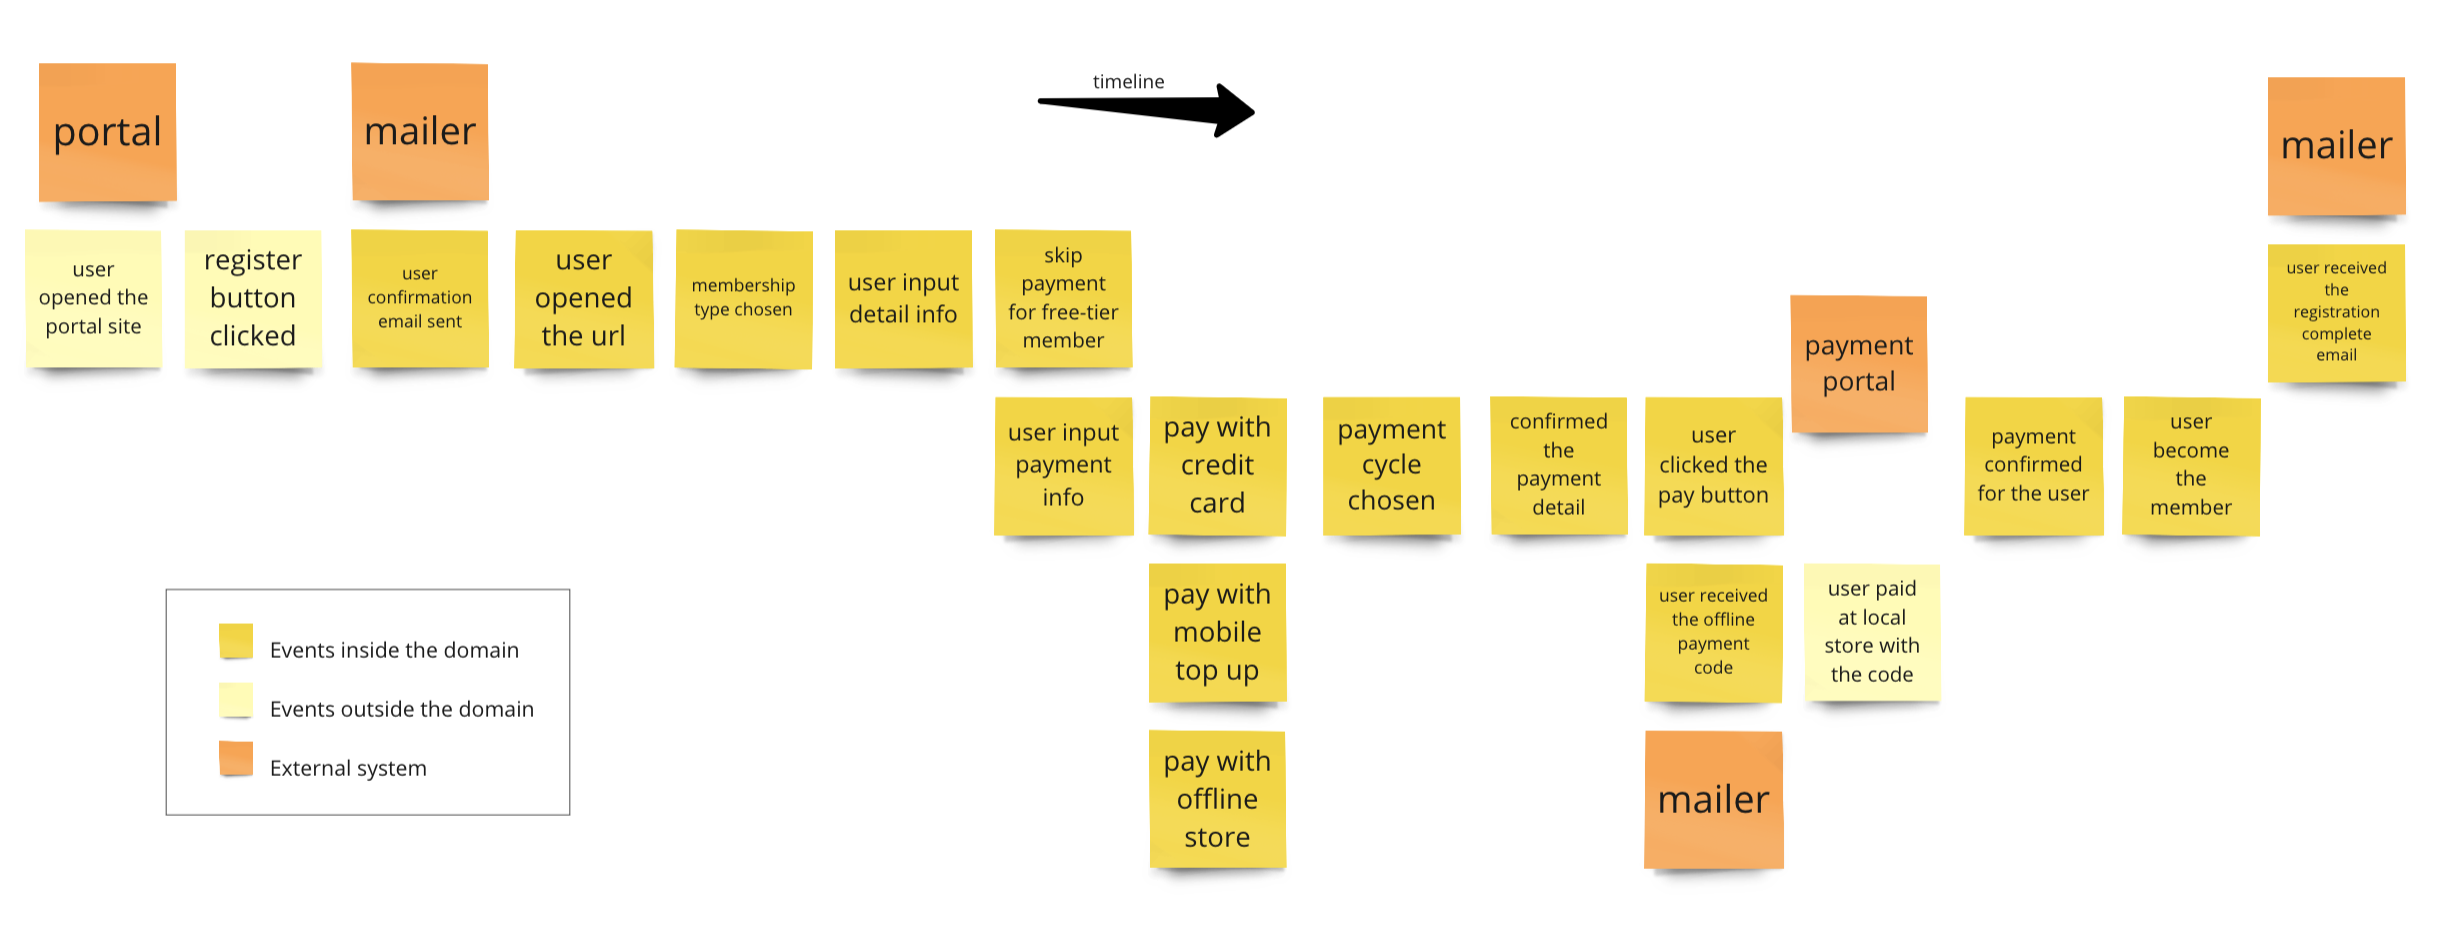 timeline
portal
mailer
mailer
user
opened the
portal site
register
button
clicked
user
confirmation
email sent
user
opened
the url
membership
type chosen
user input
detail info
skip
payment
for free-tier
member
user received
the
registration
complete
email
payment
portal
user input
payment
info
pay with
credit
card
payment
cycle
chosen
confirmed
the
payment
detail
user
clicked the
pay button
payment
confirmed
for the user
user
become
the
member
pay with
mobile
top up
user received
the offline
payment
code
user paid
at local
store with
the code
pay with
offline
store
mailer
Events inside the domain
Events outside the domain
External system